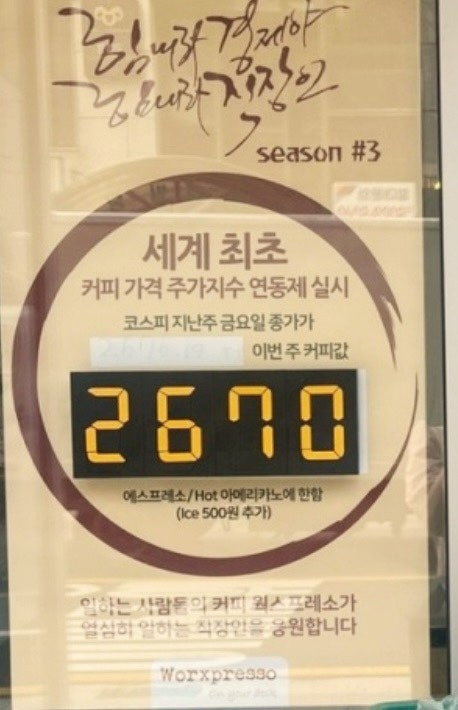 힘내라 경제야
힘내라 직장인
season #3
세계 최초
커피 가격 주가지수 연동제 실시
코스피 지난주 금요일 종가가
이번 주 커피값
2670
에스프레소/Hot 아메리카노에 한함
(Ice 500원 추가)
일하는 사람들의 커피 웍스프레소가
열심히 일하는 직장인을 응원합니다
Worxpresso